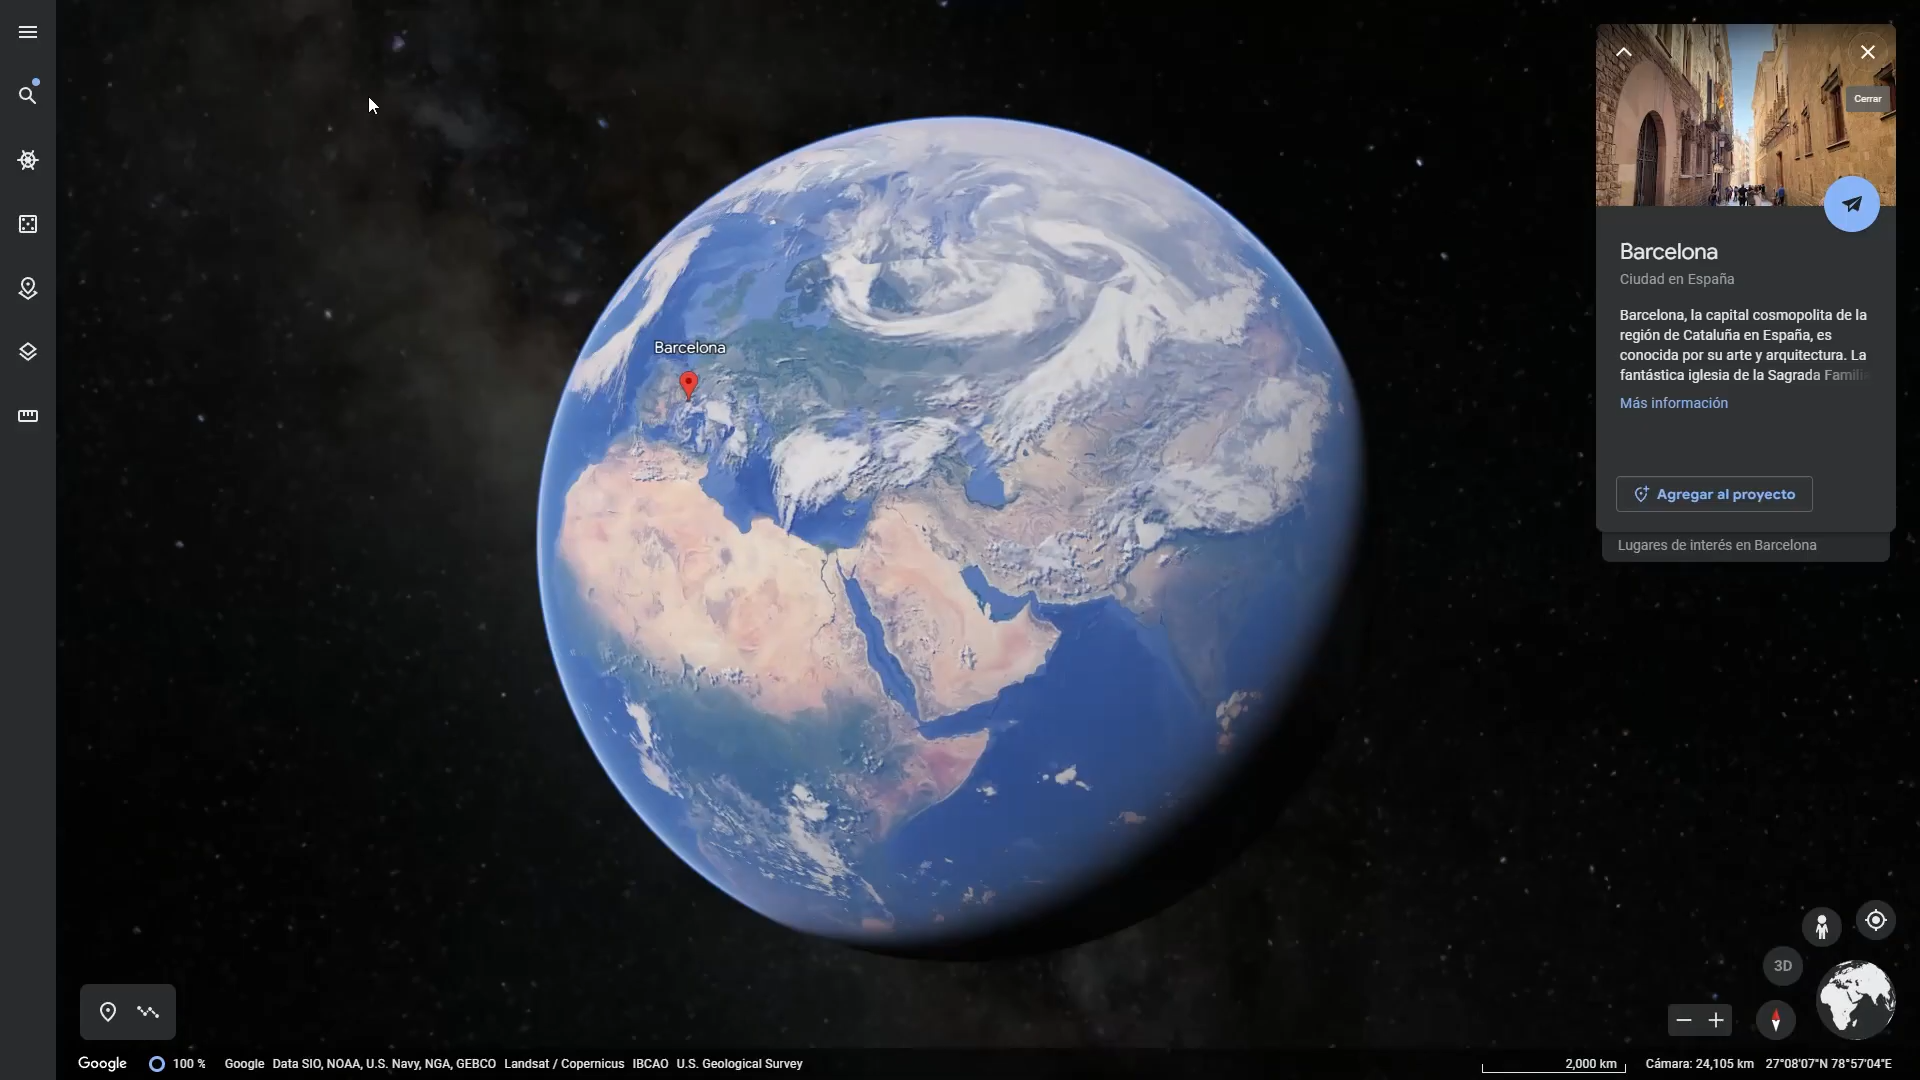 Cerrar
Barcelona
Ciudad en España
Barcelona, la capital cosmopolita de la
región de Cataluña en España, es
conocida por su arte y arquitectura. La
fantástica iglesia de la Sagrada Famili
Más información
Agregar al proyecto
Lugares de interés en Barcelona
Barcelona
3D
Google 100 % Google Data SIO, NOAA, U.S. Navy, NGA, GEBCO Landsat / Copernicus IBCAO U.S. Geological Survey 2,000 km Cámara: 24,105 km 27°08'07"N 78°57'04"E